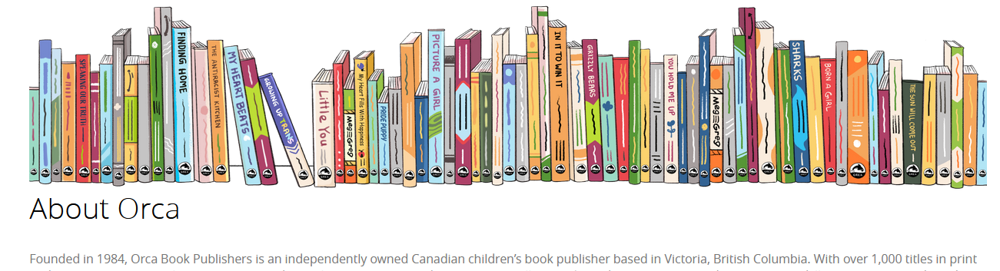 SPEAKING OUR TRUTH
FINDING HOME
THE ANTIRACIST KITCHEN
MY HEART BEATS
GROWING UP TRANS
Little You
Meg and Greg
My Heart Fills With Happiness
PRIDE PUPPY
PICTURE A GIRL
IN IT TO WIN IT
GRIZZLY BEARS
YOU HOLD ME UP
Meg and Greg
SHARKS
BORN A GIRL
THE SUN WILL COME OUT
ORCA
About Orca
Founded in 1984, Orca Book Publishers is an independently owned Canadian children's book publisher based in Victoria, British Columbia. With over 1,000 titles in print